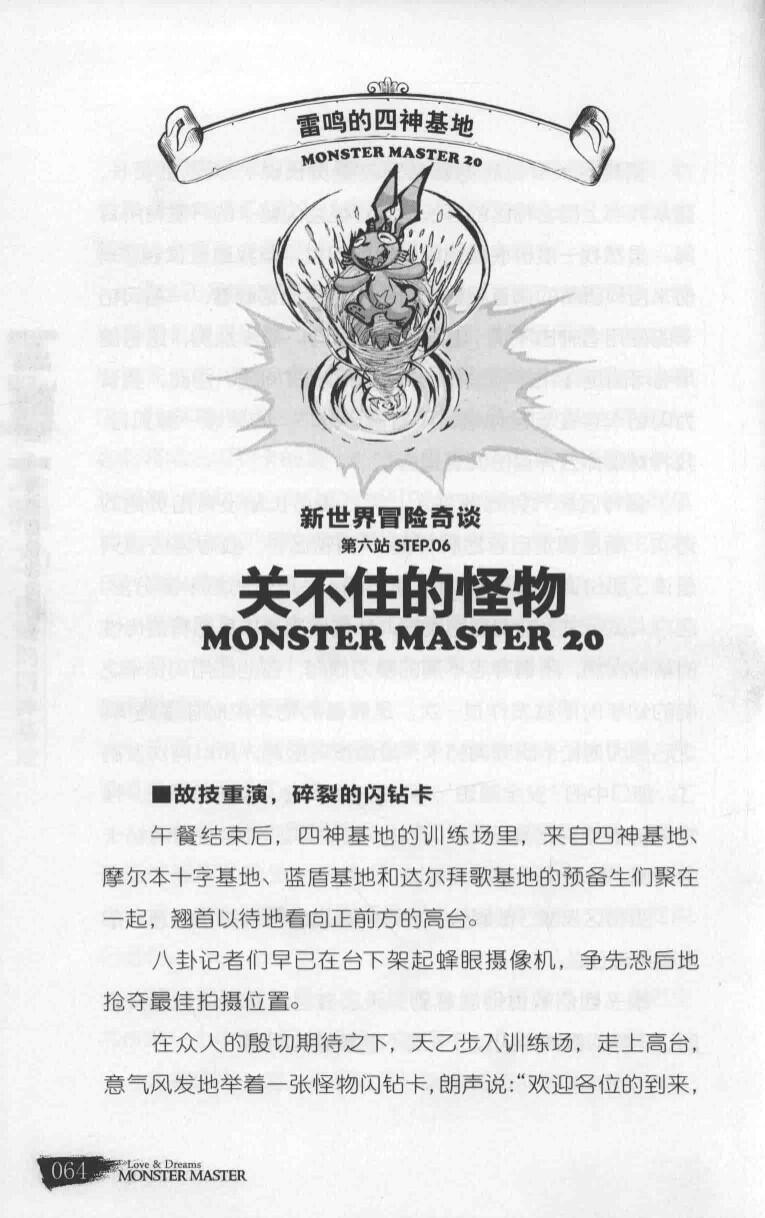 雷鸣的四神基地
MONSTER MASTER 20
新世界冒险奇谈
第六站 STEP.06
关不住的怪物
MONSTER MASTER 20
■故技重演，碎裂的闪钻卡
午餐结束后，四神基地的训练场里，来自四神基地、
摩尔本十字基地、蓝盾基地和达尔拜歌基地的预备生们聚在
一起，翘首以待地看向正前方的高台。
八卦记者们早已在台下架起蜂眼摄像机，争先恐后地
抢夺最佳拍摄位置。
在众人的殷切期待之下，天乙步入训练场，走上高台，
意气风发地举着一张怪物闪钻卡，朗声说：“欢迎各位的到来，
064
Love & Dreams
MONSTER MASTER